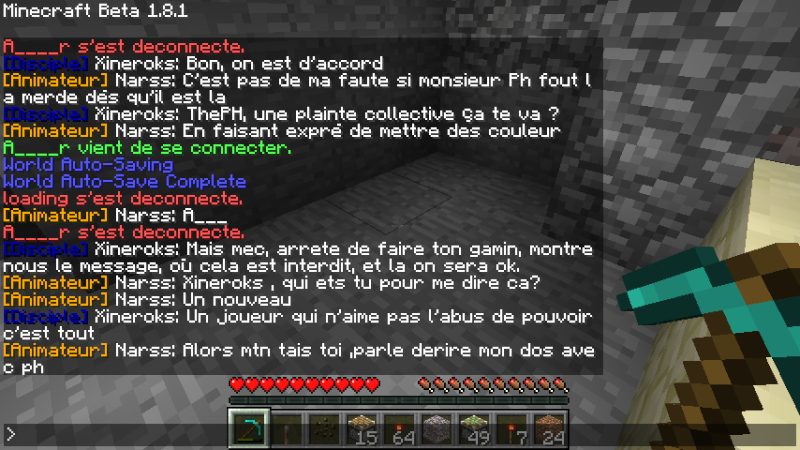 Minecraft Beta 1.8.1
A____r s'est deconnecte.
[Disciple] Xineroks: Bon, on est d'accord
[Animateur] Narss: C'est pas de ma faute si monsieur Ph fout l
a merde dés qu'il est la
[Disciple] Xineroks: ThePH, une plainte collective ça te va ?
[Animateur] Narss: En faisant expré de mettre des couleur
A____r vient de se connecter.
World Auto-Saving
World Auto-Save Complete
loading s'est deconnecte.
[Animateur] Narss: A___
A____r s'est deconnecte.
[Disciple] Xineroks: Mais mec, arrete de faire ton gamin, montre
nous le message, où cela est interdit, et la on sera ok.
[Animateur] Narss: Xineroks , qui ets tu pour me dire ca?
[Animateur] Narss: Un nouveau
[Disciple] Xineroks: Un joueur qui n'aime pas l'abus de pouvoir
c'est tout
[Animateur] Narss: Alors mtn tais toi ,parle derire mon dos ave
c ph
15 64 49 7 24
>